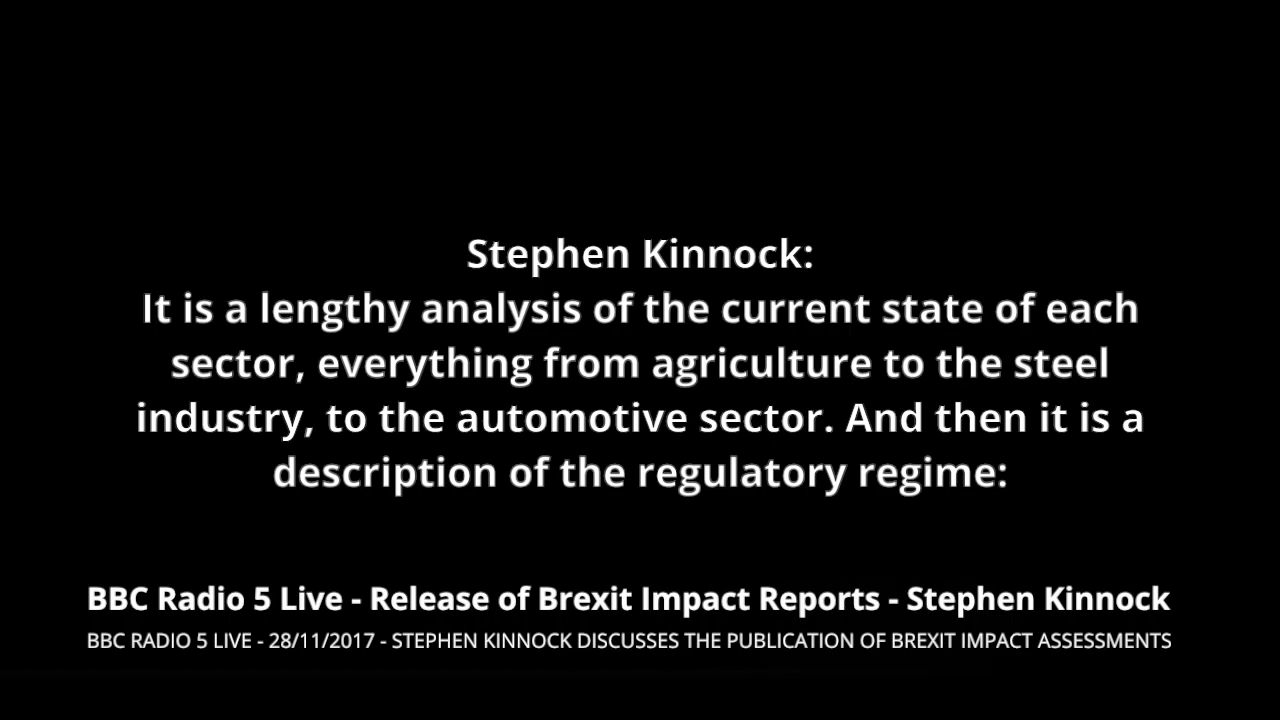 Stephen Kinnock:
It is a lengthy analysis of the current state of each
sector, everything from agriculture to the steel
industry, to the automotive sector. And then it is a
description of the regulatory regime:
BBC Radio 5 Live - Release of Brexit Impact Reports - Stephen Kinnock
BBC RADIO 5 LIVE - 28/11/2017 - STEPHEN KINNOCK DISCUSSES THE PUBLICATION OF BREXIT IMPACT ASSESSMENTS